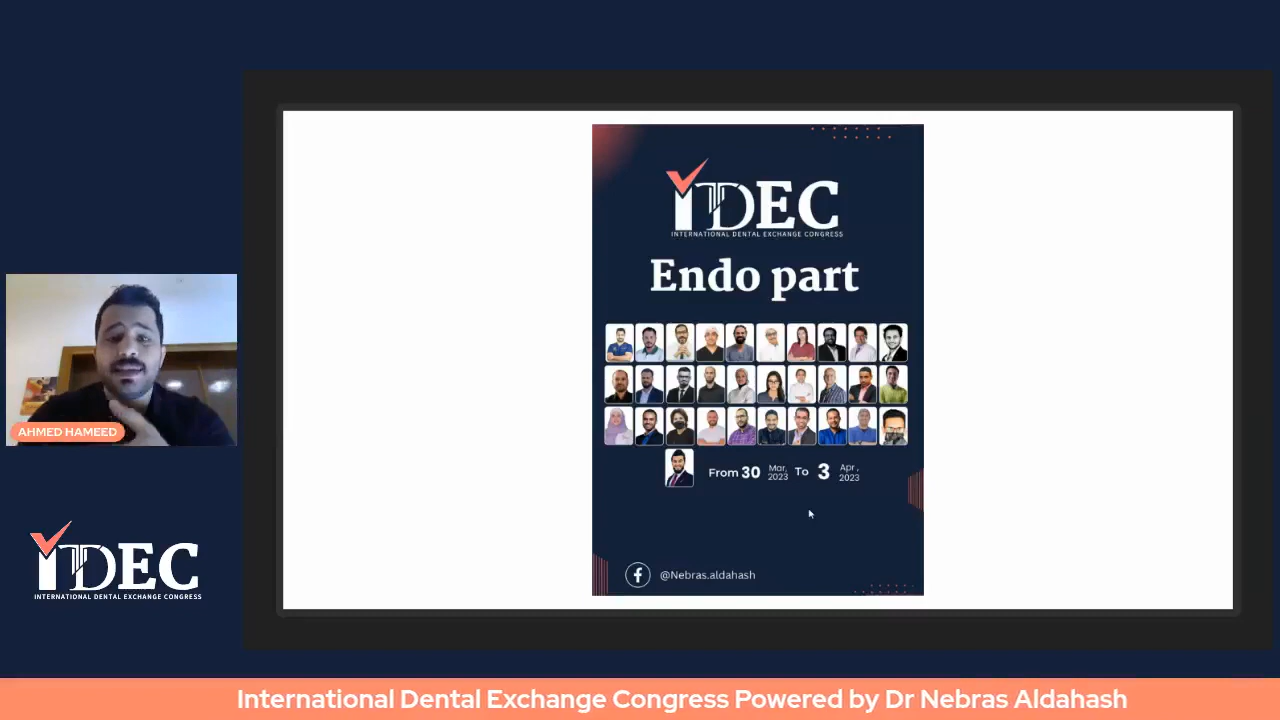 IDEC
INTERNATIONAL DENTAL EXCHANGE CONGRESS
Endo part
From 30 Mar, 2023 To 3 Apr, 2023
@Nebras.aldahash
AHMED HAMEED
IDEC
INTERNATIONAL DENTAL EXCHANGE CONGRESS
International Dental Exchange Congress Powered by Dr Nebras Aldahash